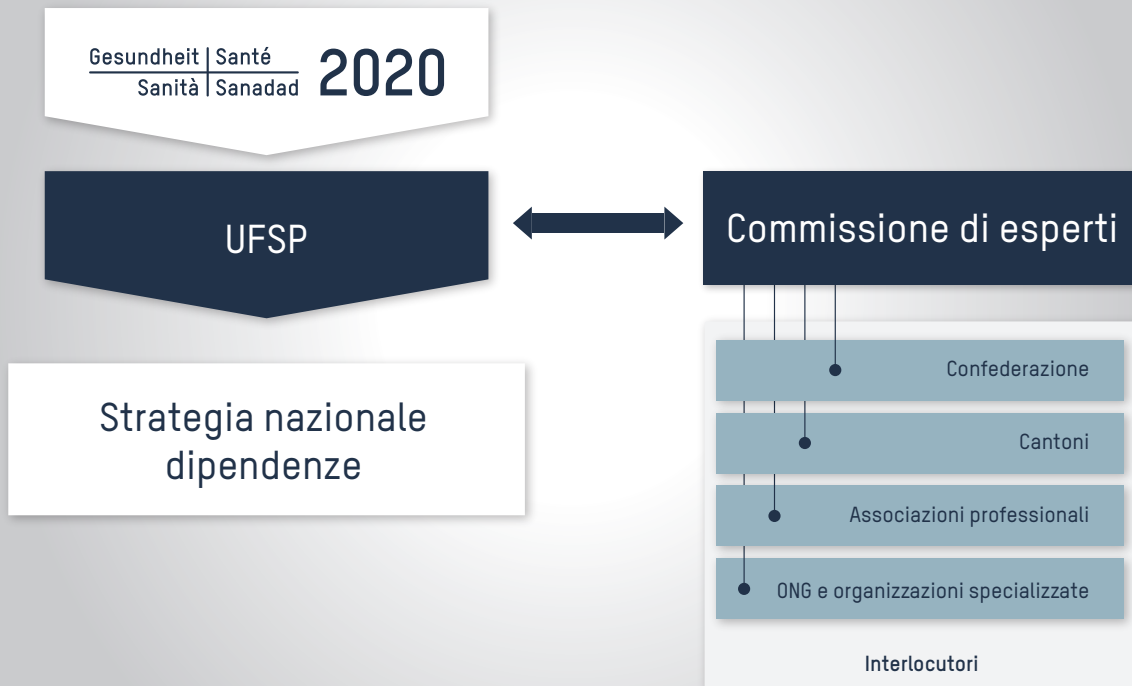 Gesundheit | Santé
Sanità | Sanadad
2020
UFSP
Commissione di esperti
Strategia nazionale
dipendenze
Confederazione
Cantoni
Associazioni professionali
ONG e organizzazioni specializzate
Interlocutori